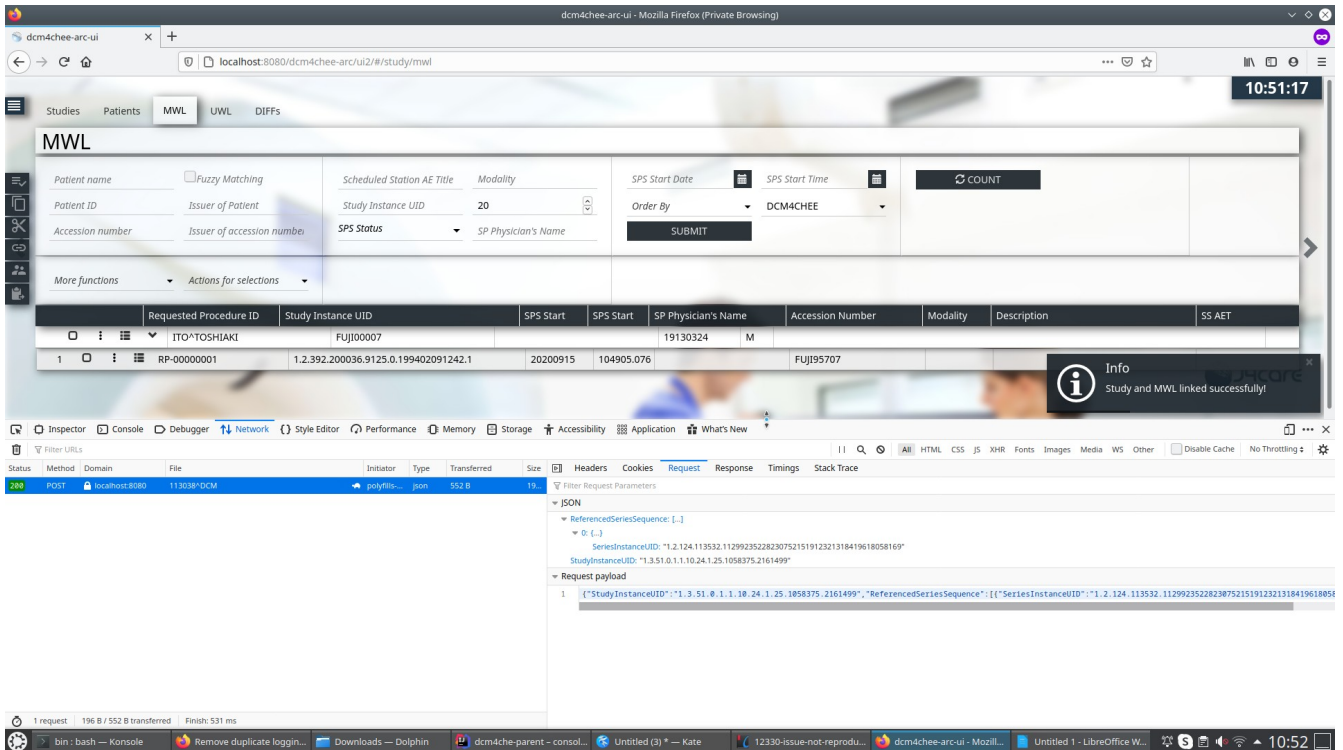 dcm4chee-arc-ui - Mozilla Firefox (Private Browsing)
dcm4chee-arc-ui
localhost:8080/dcm4chee-arc/ui2/#/study/mwl
10:51:17
Studies Patients MWL UWL DIFFs
MWL
Patient name Fuzzy Matching Scheduled Station AE Title Modality SPS Start Date SPS Start Time COUNT
Patient ID Issuer of Patient Study Instance UID 20 Order By DCM4CHEE
Accession number Issuer of accession number SPS Status SP Physician's Name SUBMIT
More functions Actions for selections
Requested Procedure ID Study Instance UID SPS Start SPS Start SP Physician's Name Accession Number Modality Description SS AET
ITO^TOSHIAKI FUJI00007 19130324 M
1 RP-00000001 1.2.392.200036.9125.0.199402091242.1 20200915 104905.076 FUJI95707
Info
Study and MWL linked successfully!
Inspector Console Debugger Network Style Editor Performance Memory Storage Accessibility Application What's New
Filter URLs All HTML CSS JS XHR Fonts Images Media WS Other Disable Cache No Throttling
Status Method Domain File Initiator Type Transferred Size Headers Cookies Request Response Timings Stack Trace
200 POST localhost:8080 113038^DCM polyfills-... json 552 B 19... Filter Request Parameters
JSON
ReferencedSeriesSequence: [...]
0: {...}
SeriesInstanceUID: "1.2.124.113532.11299235228230752151912321318419618058169"
StudyInstanceUID: "1.3.51.0.1.1.10.24.1.25.1058375.2161499"
Request payload
1 {"StudyInstanceUID":"1.3.51.0.1.1.10.24.1.25.1058375.2161499","ReferencedSeriesSequence":[{"SeriesInstanceUID":"1.2.124.113532.1129923522823075215191232131841961805
1 request 196 B / 552 B transferred Finish: 531 ms
bin : bash — Konsole Remove duplicate loggin... Downloads — Dolphin dcm4che-parent – consol... Untitled (3) * — Kate 12330-issue-not-reprodu... dcm4chee-arc-ui - Mozill... Untitled 1 - LibreOffice W... 10:52